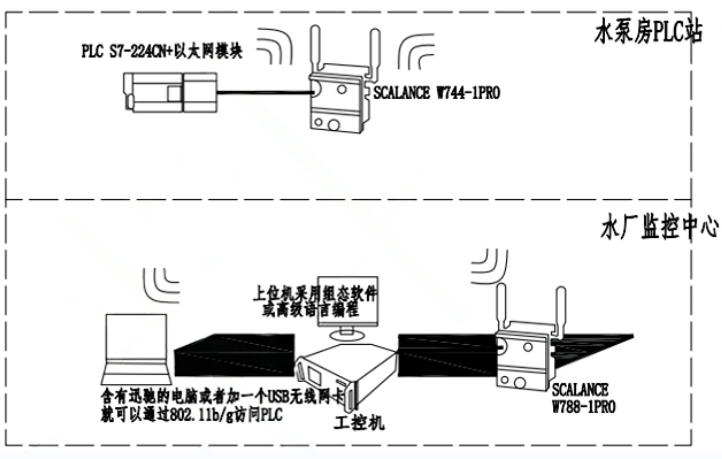 水泵房PLC站
PLC S7-224CN+以太网模块
SCALANCE W744-1PRO
水厂监控中心
上位机采用组态软件
或高级语言编程
含有迅驰的电脑或者加一个USB无线网卡
就可以通过802.11b/g访问PLC
工控机
SCALANCE
W788-1PRO